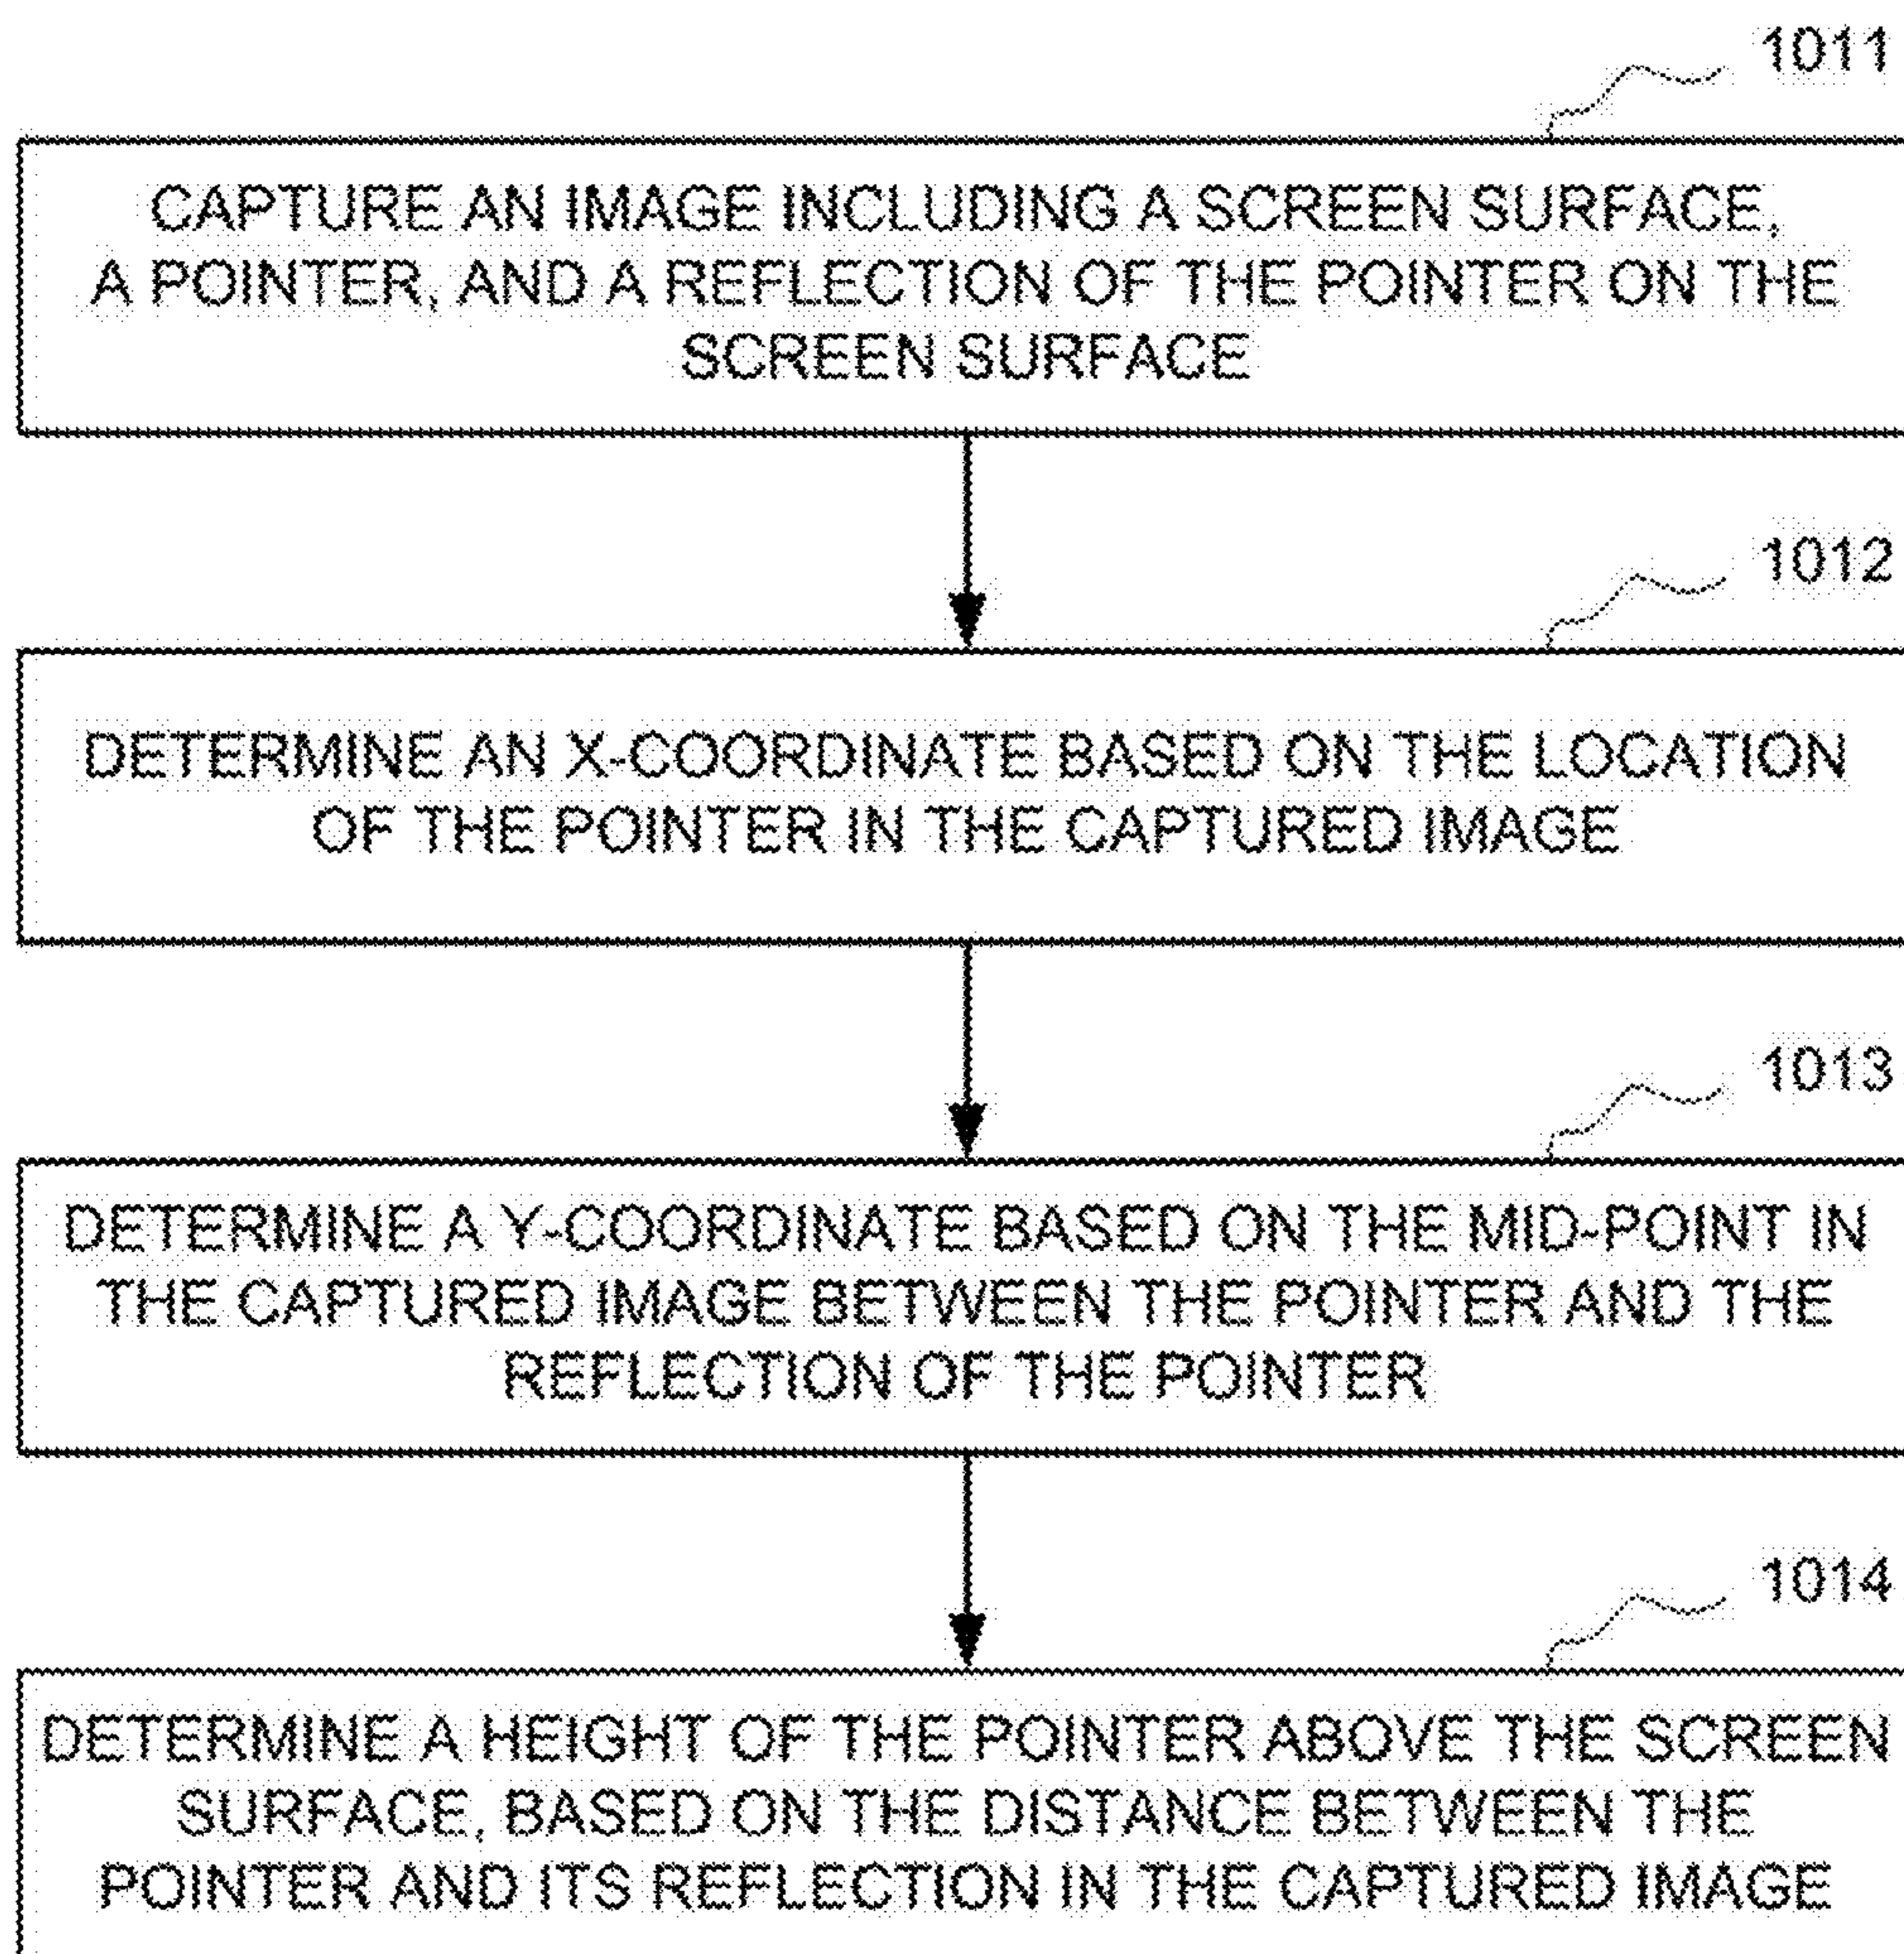 1011
CAPTURE AN IMAGE INCLUDING A SCREEN SURFACE,
A POINTER, AND A REFLECTION OF THE POINTER ON THE
SCREEN SURFACE
1012
DETERMINE AN X-COORDINATE BASED ON THE LOCATION
OF THE POINTER IN THE CAPTURED IMAGE
1013
DETERMINE A Y-COORDINATE BASED ON THE MID-POINT IN
THE CAPTURED IMAGE BETWEEN THE POINTER AND THE
REFLECTION OF THE POINTER
1014
DETERMINE A HEIGHT OF THE POINTER ABOVE THE SCREEN
SURFACE, BASED ON THE DISTANCE BETWEEN THE
POINTER AND ITS REFLECTION IN THE CAPTURED IMAGE